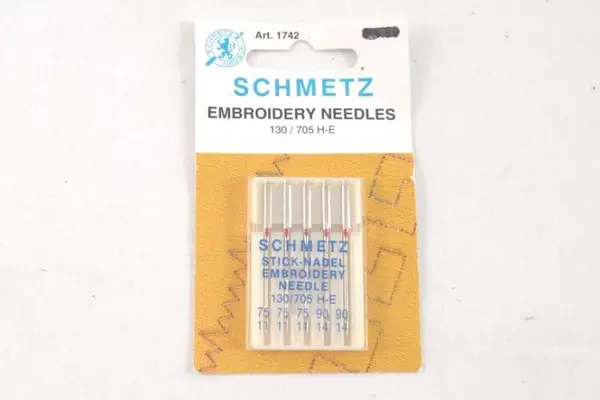 Art. 1742
SCHMETZ
EMBROIDERY NEEDLES
130 / 705 H-E
SCHMETZ
STICK-NADEL
EMBROIDERY
NEEDLE
130/705 H-E
75 75 75 90 90
11 11 11 14 14